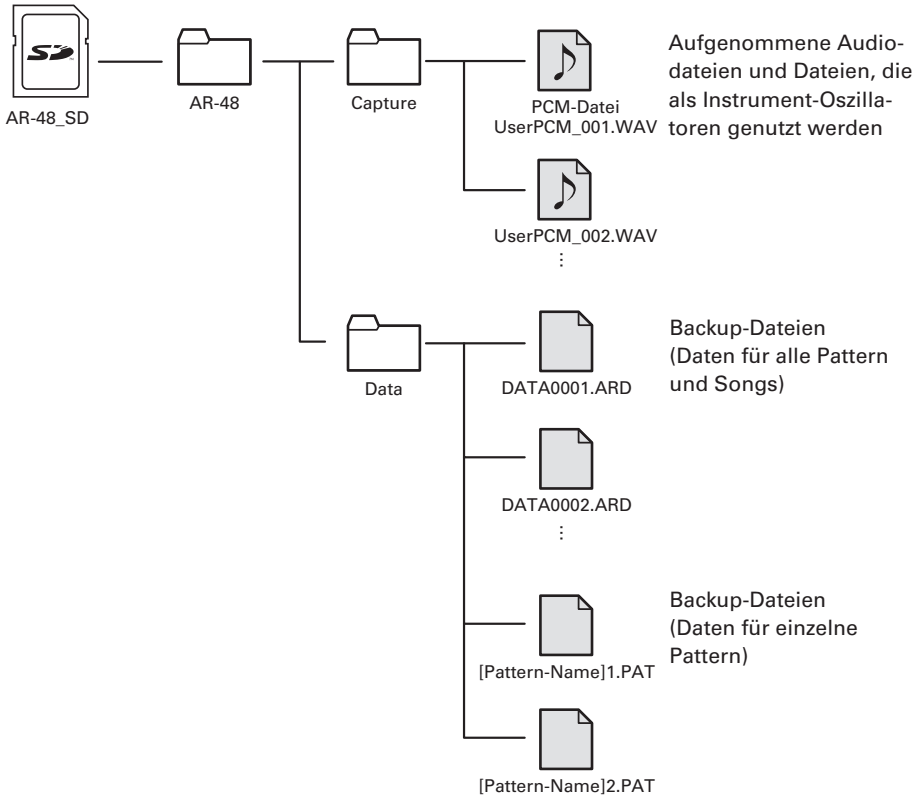 SD
AR-48_SD
AR-48
Capture
PCM-Datei
UserPCM_001.WAV
Aufgenommene Audio-
dateien und Dateien, die
als Instrument-Oszilla-
toren genutzt werden
UserPCM_002.WAV
⋮
Data
DATA0001.ARD
Backup-Dateien
(Daten für alle Pattern
und Songs)
DATA0002.ARD
⋮
[Pattern-Name]1.PAT
Backup-Dateien
(Daten für einzelne
Pattern)
[Pattern-Name]2.PAT